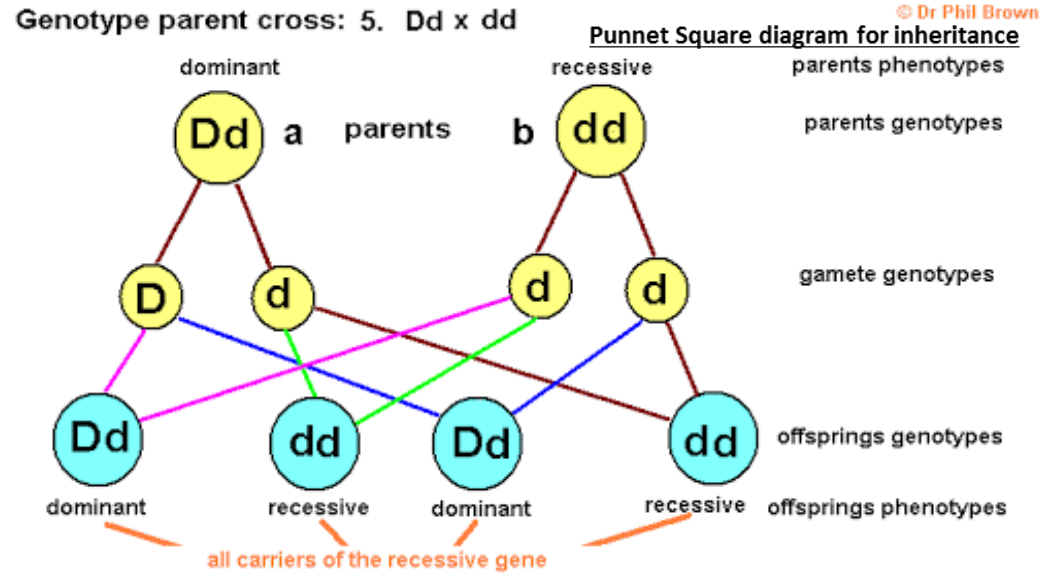 © Dr Phil Brown
Genotype parent cross: 5. Dd x dd
Punnet Square diagram for inheritance
dominant recessive parents phenotypes
Dd a parents b dd parents genotypes
D d d d gamete genotypes
Dd dd Dd dd offsprings genotypes
dominant recessive dominant recessive offsprings phenotypes
all carriers of the recessive gene